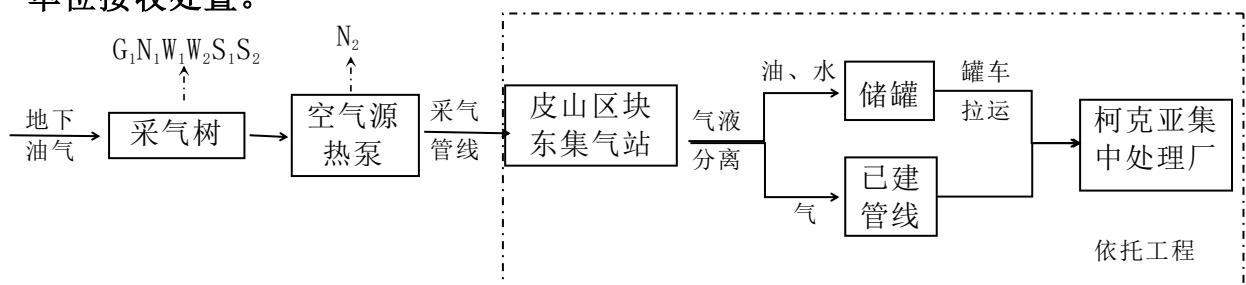 单位接收处置。
G₁N₁W₁W₂S₁S₂
N₂
地下
油气
采气树
空气源
热泵
采气
管线
皮山区块
东集气站
气液
分离
油、水
储罐
罐车
拉运
气
已建
管线
柯克亚集
中处理厂
依托工程